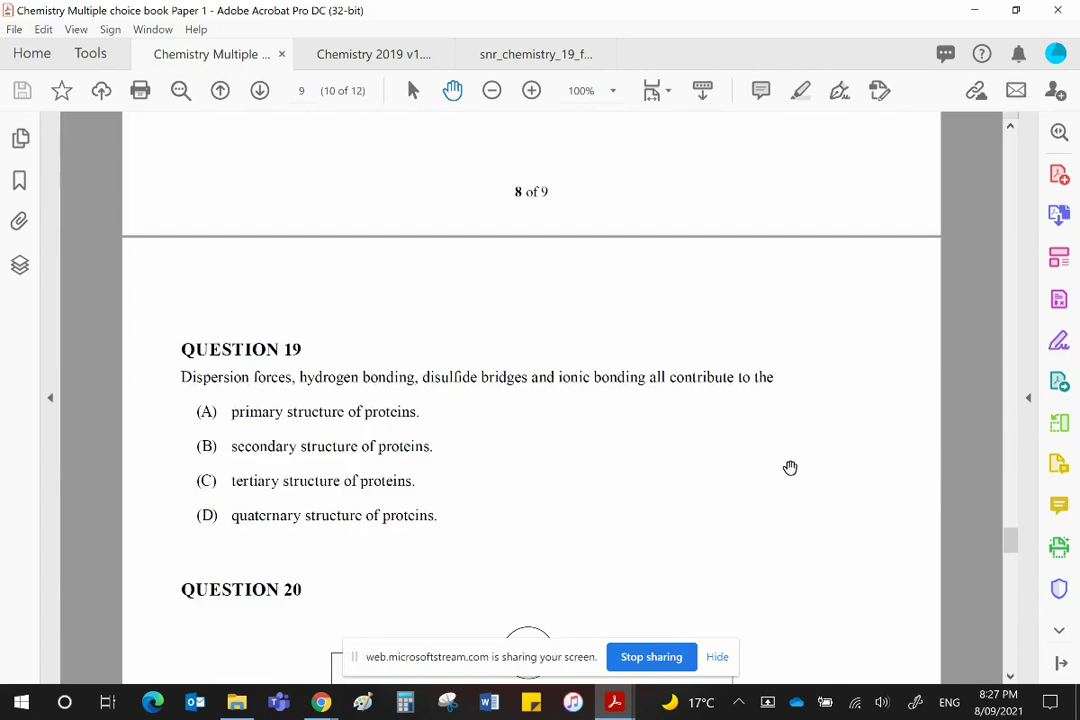 Chemistry Multiple choice book Paper 1 - Adobe Acrobat Pro DC (32-bit)
File Edit View Sign Window Help
Home Tools Chemistry Multiple ... × Chemistry 2019 v1.... snr_chemistry_19_f...
9 (10 of 12) 100%
8 of 9
QUESTION 19
Dispersion forces, hydrogen bonding, disulfide bridges and ionic bonding all contribute to the
(A) primary structure of proteins.
(B) secondary structure of proteins.
(C) tertiary structure of proteins.
(D) quaternary structure of proteins.
QUESTION 20
web.microsoftstream.com is sharing your screen. Stop sharing Hide
17°C ENG 8:27 PM
8/09/2021